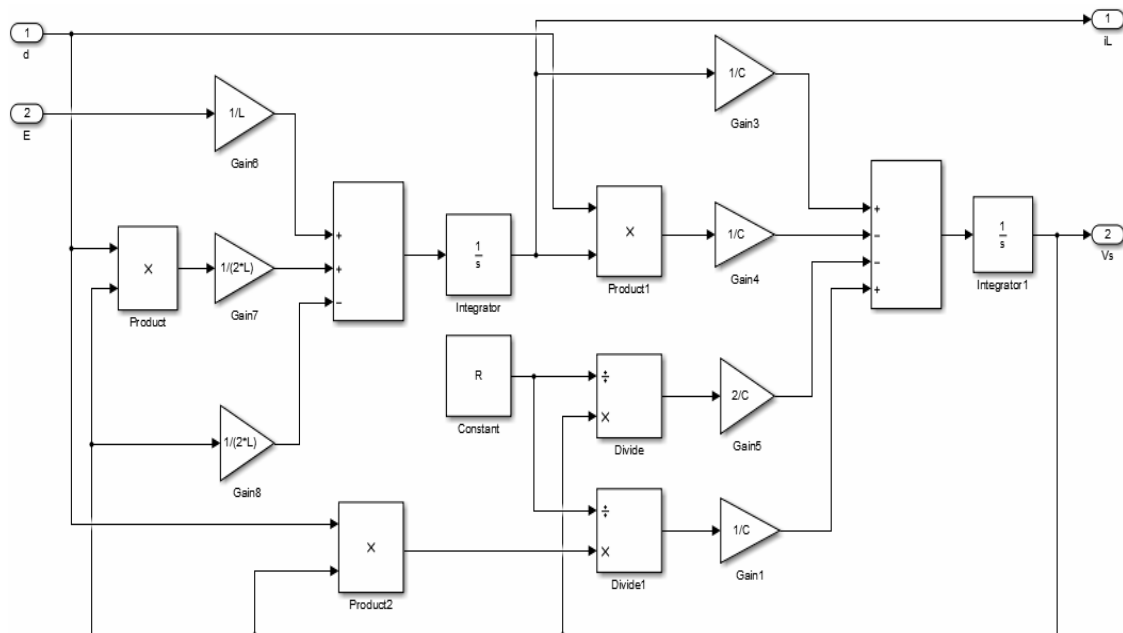 1
d
2
E
1/L
Gain6
X
Product
1/(2*L)
Gain7
1/(2*L)
Gain8
+
+
−
1
s
Integrator
X
Product1
R
Constant
X
Product2
÷
X
Divide
÷
X
Divide1
1/C
Gain3
1/C
Gain4
2/C
Gain5
1/C
Gain1
+
−
−
+
1
s
Integrator1
1
iL
2
Vs